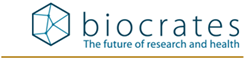 biocrates
The future of research and health